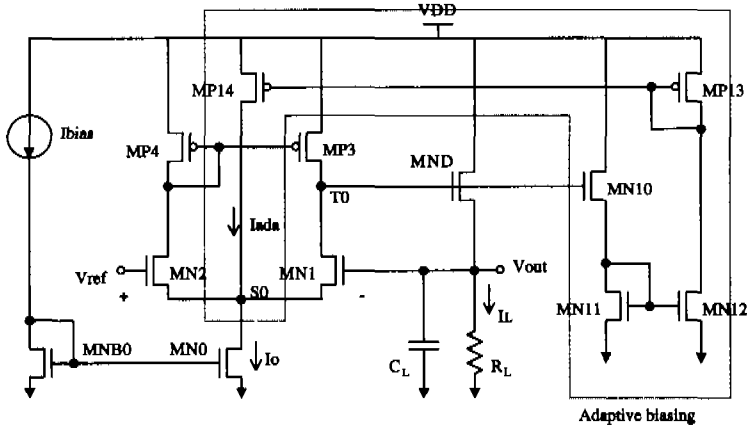 VDD
MP14
MP13
Ibias
MP4
MP3
MND
T0
MN10
Iada
Vref
+
MN2
MN1
-
Vout
S0
IL
MN11
MN12
MNB0
MN0
Io
CL
RL
Adaptive biasing